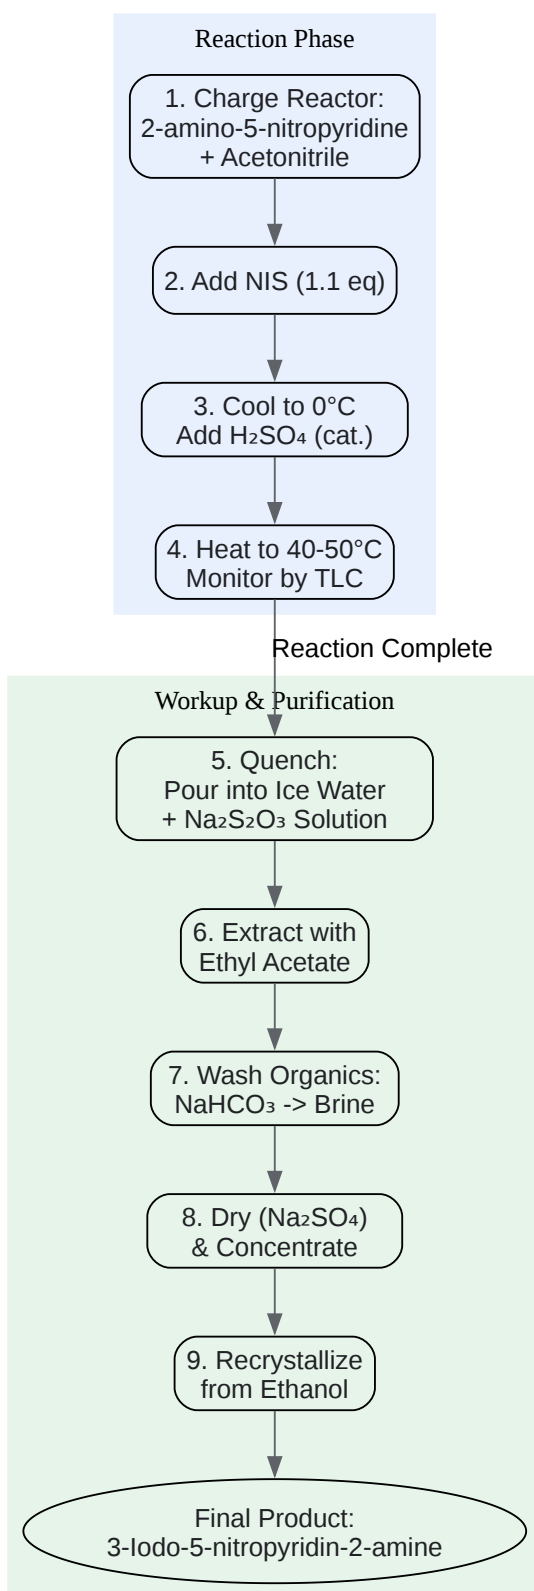 Reaction Phase
1. Charge Reactor:
2-amino-5-nitropyridine
+ Acetonitrile
2. Add NIS (1.1 eq)
3. Cool to 0°C
Add H₂SO₄ (cat.)
4. Heat to 40-50°C
Monitor by TLC
Reaction Complete
Workup & Purification
5. Quench:
Pour into Ice Water
+ Na₂S₂O₃ Solution
6. Extract with
Ethyl Acetate
7. Wash Organics:
NaHCO₃ -> Brine
8. Dry (Na₂SO₄)
& Concentrate
9. Recrystallize
from Ethanol
Final Product:
3-Iodo-5-nitropyridin-2-amine